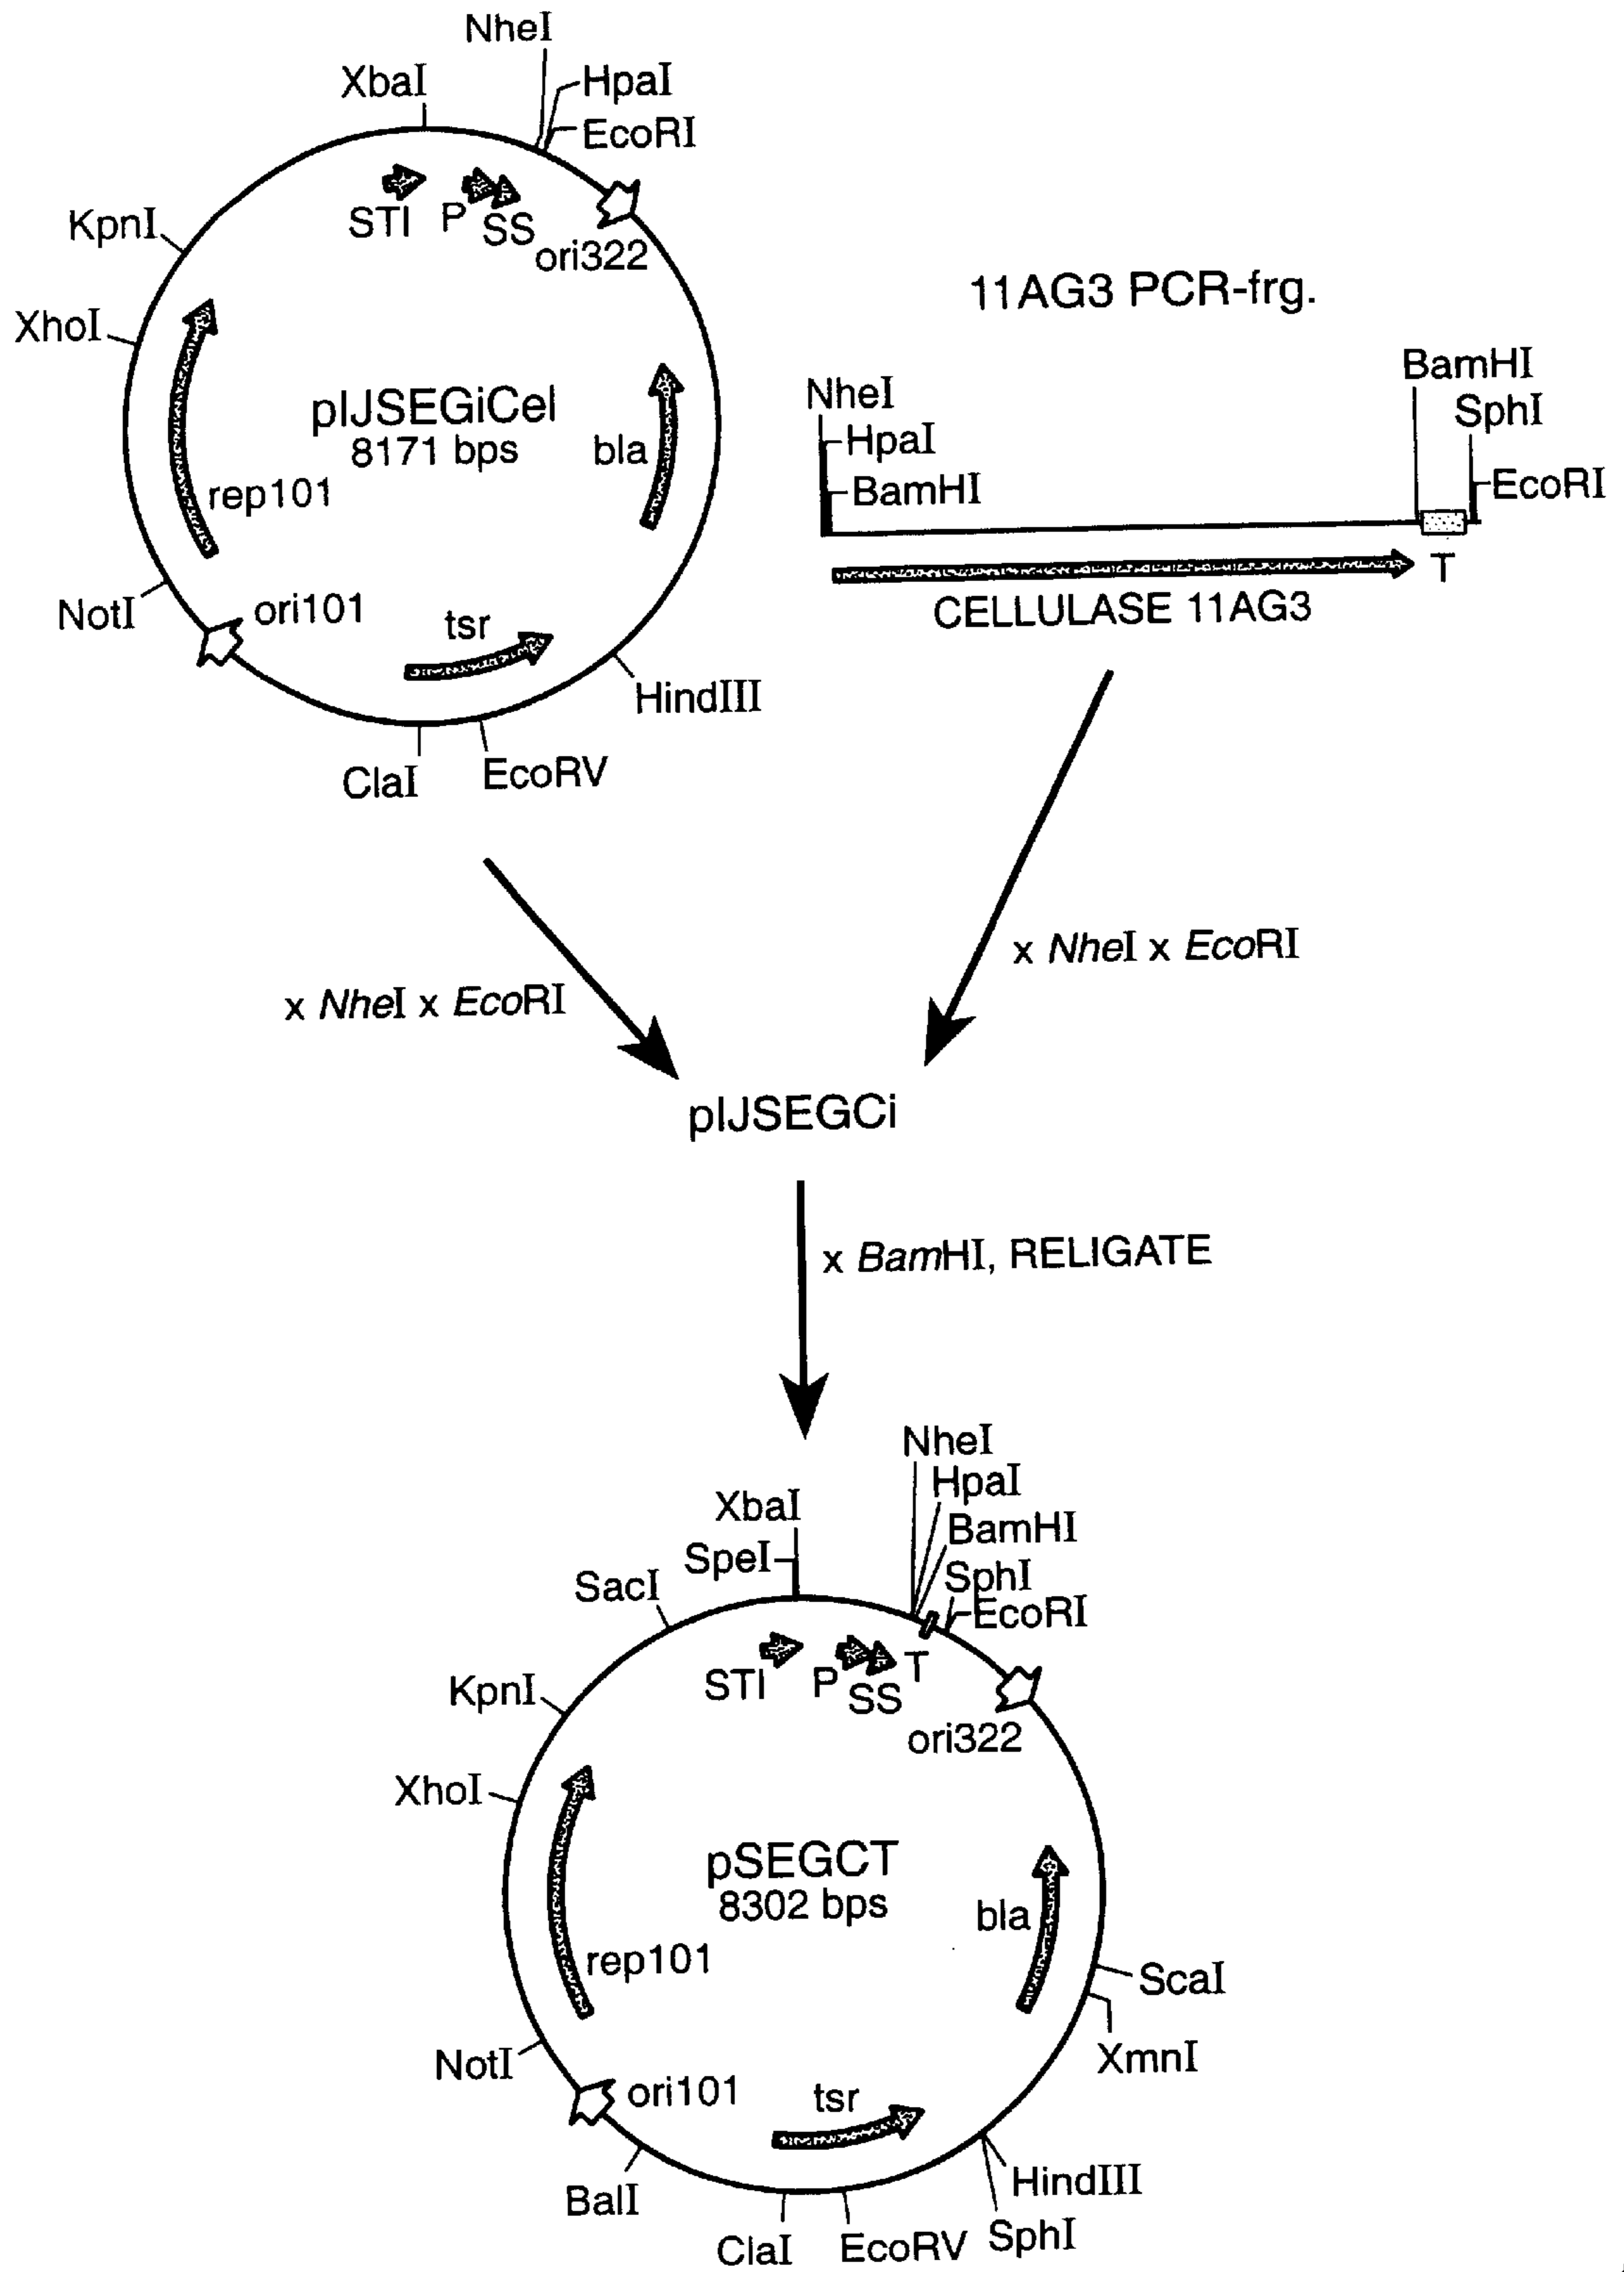 NheI
XbaI
HpaI
EcoRI
KpnI
STI
P
SS
ori322
XhoI
pIJSEGiCel
8171 bps
bla
rep101
NotI
ori101
tsr
HindIII
ClaI
EcoRV
11AG3 PCR-frg.
BamHI
NheI
SphI
HpaI
BamHI
EcoRI
T
CELLULASE 11AG3
x NheI x EcoRI
x NheI x EcoRI
pIJSEGCi
x BamHI, RELIGATE
NheI
HpaI
XbaI
BamHI
SpeI
SphI
SacI
EcoRI
STI
P
SS
T
KpnI
ori322
XhoI
pSEGCT
8302 bps
bla
rep101
ScaI
XmnI
NotI
ori101
tsr
BalI
HindIII
ClaI
EcoRV
SphI